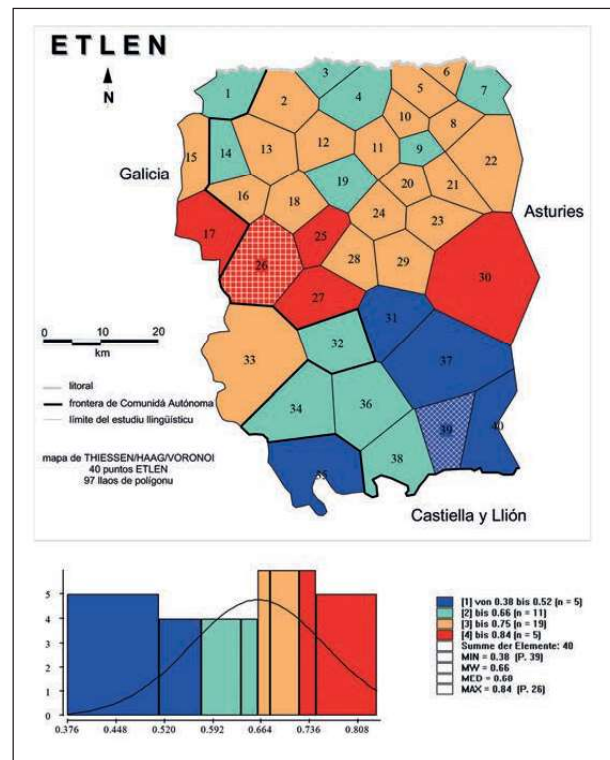 ETLEN
N
Galicia
Asturies
1
2
3
4
5
6
7
8
9
10
11
12
13
14
15
16
17
18
19
20
21
22
23
24
25
26
27
28
29
30
31
32
33
34
35
36
37
38
39
40
0 10 20
km
litoral
frontera de Comunidá Autónoma
límite del estudiu llingüísticu
mapa de THIESSEN/HAAG/VORONOI
40 puntos ETLEN
97 llaos de polígonu
Castiella y Llión
5
4
3
2
1
0
0.376 0.448 0.520 0.592 0.664 0.736 0.808
[1] von 0.38 bis 0.52 (n = 5)
[2] bis 0.66 (n = 11)
[3] bis 0.75 (n = 19)
[4] bis 0.84 (n = 5)
Summe der Elemente: 40
MIN = 0.38 (P. 39)
MW = 0.66
MED = 0.68
MAX = 0.84 (P. 26)